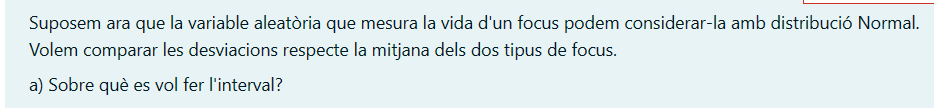 Suposem ara que la variable aleatòria que mesura la vida d'un focus podem considerar-la amb distribució Normal.
Volem comparar les desviacions respecte la mitjana dels dos tipus de focus.
a) Sobre què es vol fer l'interval?